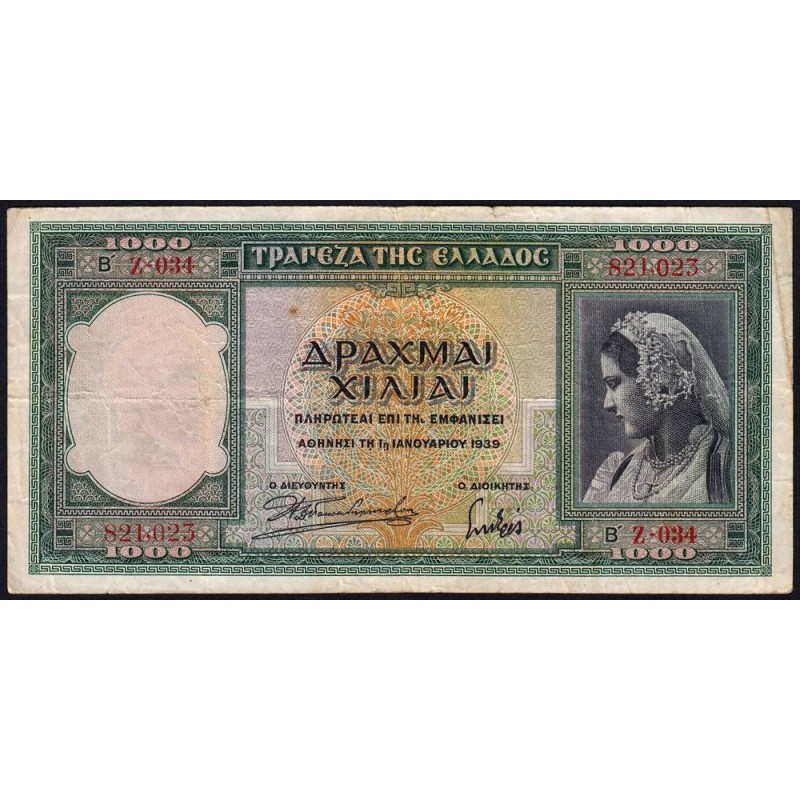 1000 1000
Β΄ Z-034 ΤΡΑΠΕΖΑ ΤΗΣ ΕΛΛΑΔΟΣ 821,023
ΔΡΑΧΜΑΙ
ΧΙΛΙΑΙ
ΠΛΗΡΩΤΕΑΙ ΕΠΙ ΤΗι ΕΜΦΑΝΙΣΕΙ
ΑΘΗΝΗΣΙ ΤΗ 1η ΙΑΝΟΥΑΡΙΟΥ 1939
Ο ΔΙΕΥΘΥΝΤΗΣ Ο ΔΙΟΙΚΗΤΗΣ
821,023 Β΄ Z-034
1000 1000